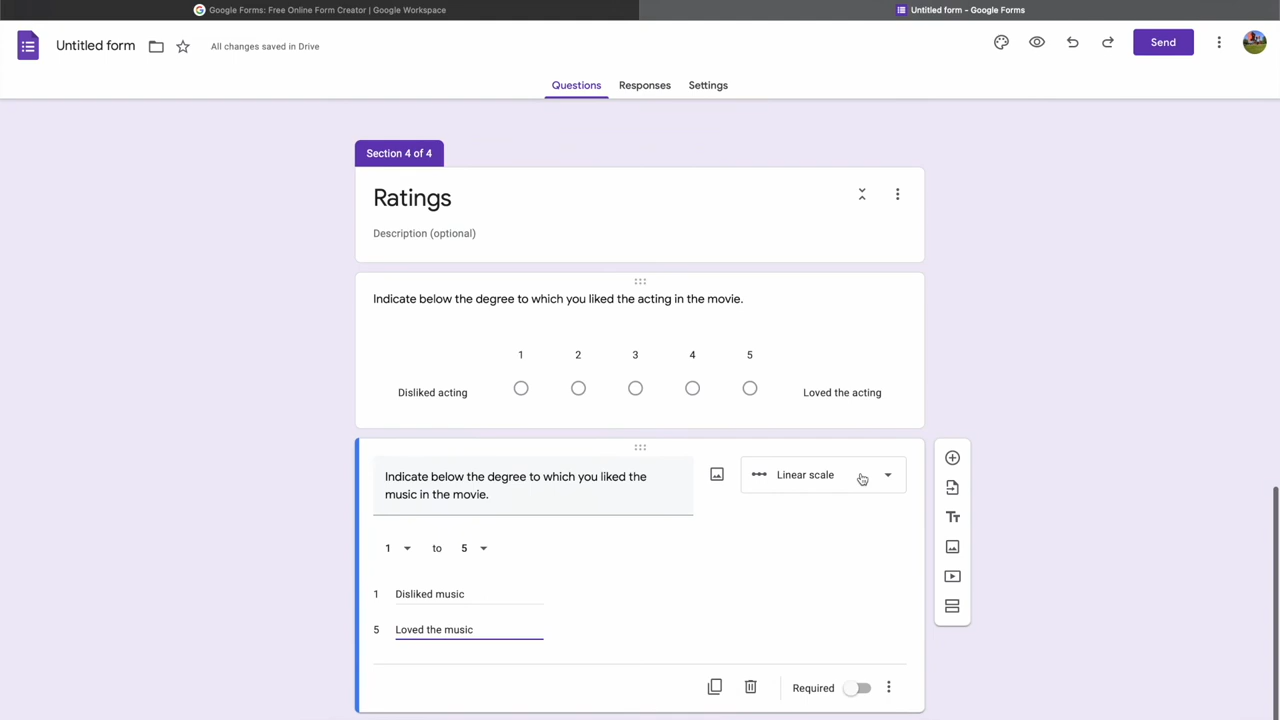 Google Forms: Free Online Form Creator | Google Workspace
Untitled form - Google Forms
Untitled form
All changes saved in Drive
Send
Questions
Responses
Settings
Section 4 of 4
Ratings
Description (optional)
Indicate below the degree to which you liked the acting in the movie.
1 2 3 4 5
Disliked acting
Loved the acting
Indicate below the degree to which you liked the
music in the movie.
Linear scale
1 to 5
1 Disliked music
5 Loved the music
Required